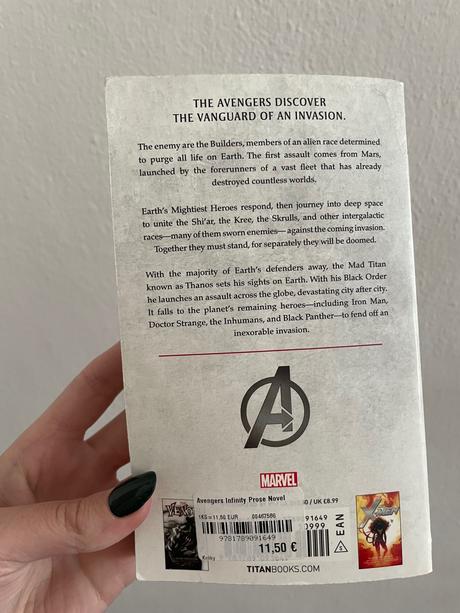 THE AVENGERS DISCOVER
THE VANGUARD OF AN INVASION.
The enemy are the Builders, members of an alien race determined
to purge all life on Earth. The first assault comes from Mars,
launched by the forerunners of a vast fleet that has already
destroyed countless worlds.
Earth's Mightiest Heroes respond, then journey into deep space
to unite the Shi'ar, the Kree, the Skrulls, and other intergalactic
races—many of them sworn enemies—against the coming invasion.
Together they must stand, for separately they will be doomed.
With the majority of Earth's defenders away, the Mad Titan
known as Thanos sets his sights on Earth. With his Black Order
he launches an assault across the globe, devastating city after city.
It falls to the planet's remaining heroes—including Iron Man,
Doctor Strange, the Inhumans, and Black Panther—to fend off an
inexorable invasion.
A
MARVEL
Avengers Infinity Prose Novel
/ UK £8.99
1KG = 11,50 EUR
9781789091649
11,50 €
91649
0999
EAN
TITANBOOKS.COM